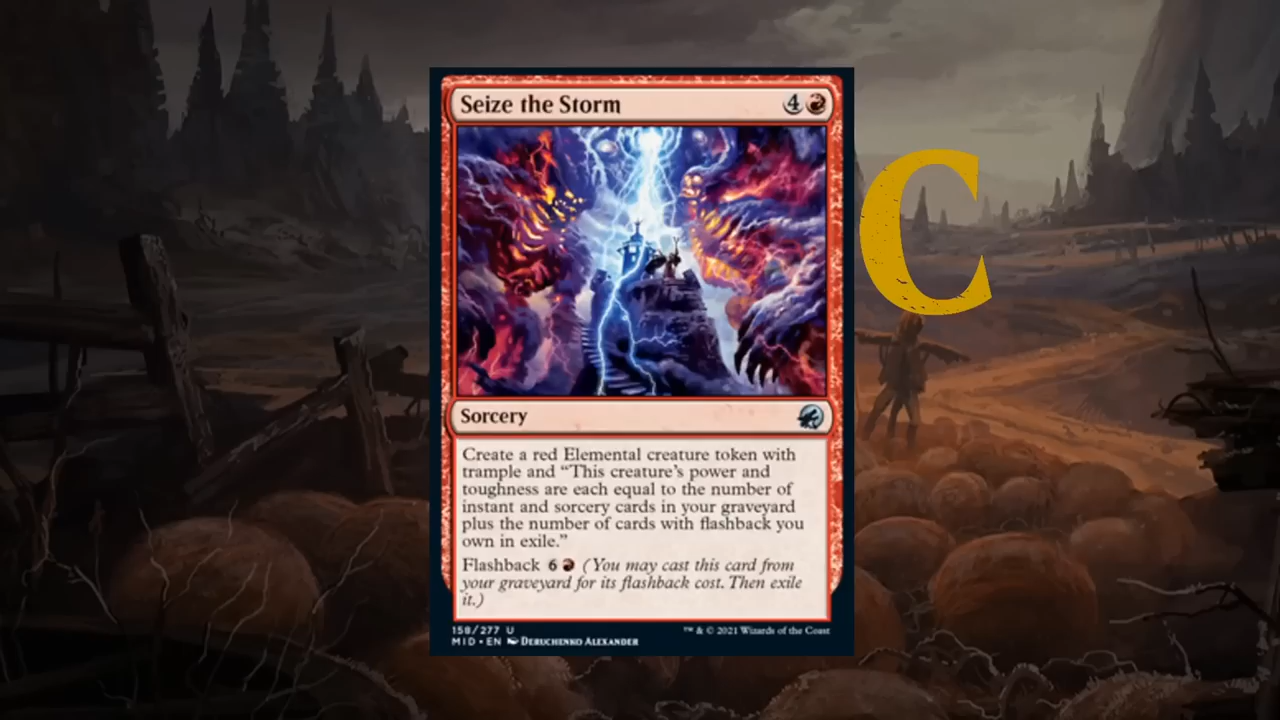 Seize the Storm 4
C
Sorcery
Create a red Elemental creature token with
trample and “This creature’s power and
toughness are each equal to the number of
instant and sorcery cards in your graveyard
plus the number of cards with flashback you
own in exile.”
Flashback 6 (You may cast this card from
your graveyard for its flashback cost. Then exile
it.)
158/277 U
MID • EN DERUCHENKO ALEXANDER
™ & © 2021 Wizards of the Coast